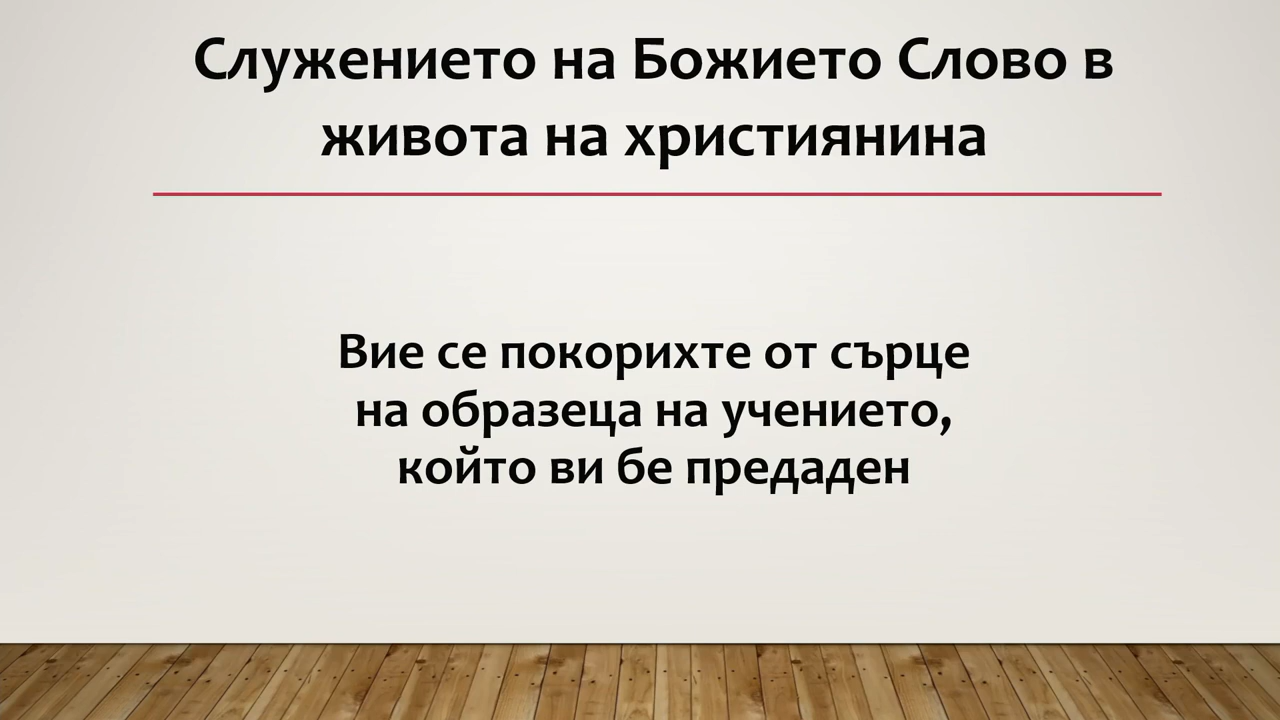 Служението на Божието Слово в
живота на християнина
Вие се покорихте от сърце
на образеца на учението,
който ви бе предаден